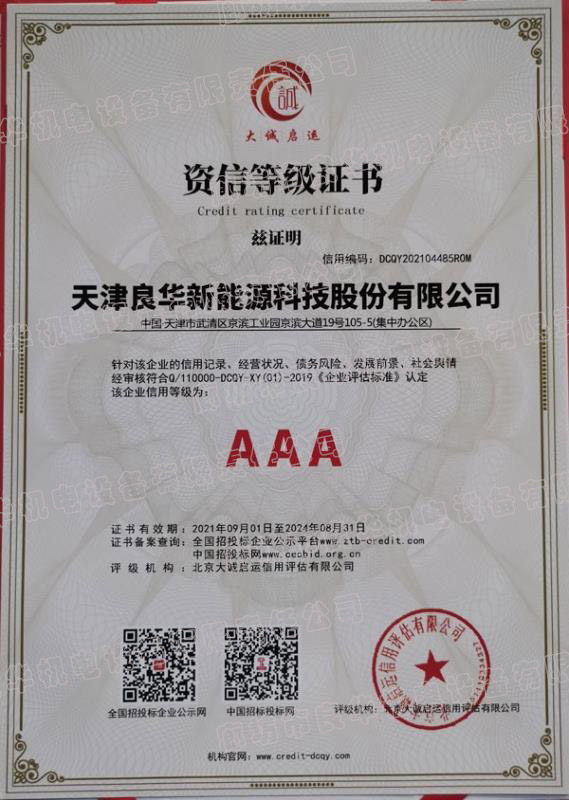 誠
大诚启运
资信等级证书
Credit rating certificate
兹证明
信用编码：DCQY202104485ROM
天津良华新能源科技股份有限公司
中国·天津市武清区京滨工业园京滨大道19号105-5(集中办公区)
针对该企业的信用记录、经营状况、债务风险，发展前景、社会舆情
经审核符合Q/110000-DCQY-XY(01)-2019《企业评估标准》认定
该企业信用等级为：
AAA
证书有效期：2021年09月01日至2024年08月31日
证书备案查询：全国招投标企业公示平台www.ztb-credit.com
中国招投标网www.cecbid.org.cn
评级机构：北京大诚启运信用评估有限公司
全国招投标企业公示网
中国招标投标网
评级机构：北京大诚启运信用评估有限公司
机构官网：www.credit-dcqy.com